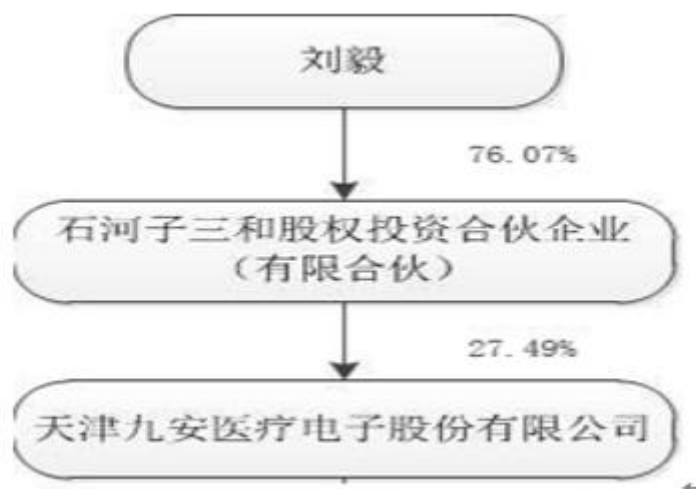 刘毅
76.07%
石河子三和股权投资合伙企业
（有限合伙）
27.49%
天津九安医疗电子股份有限公司